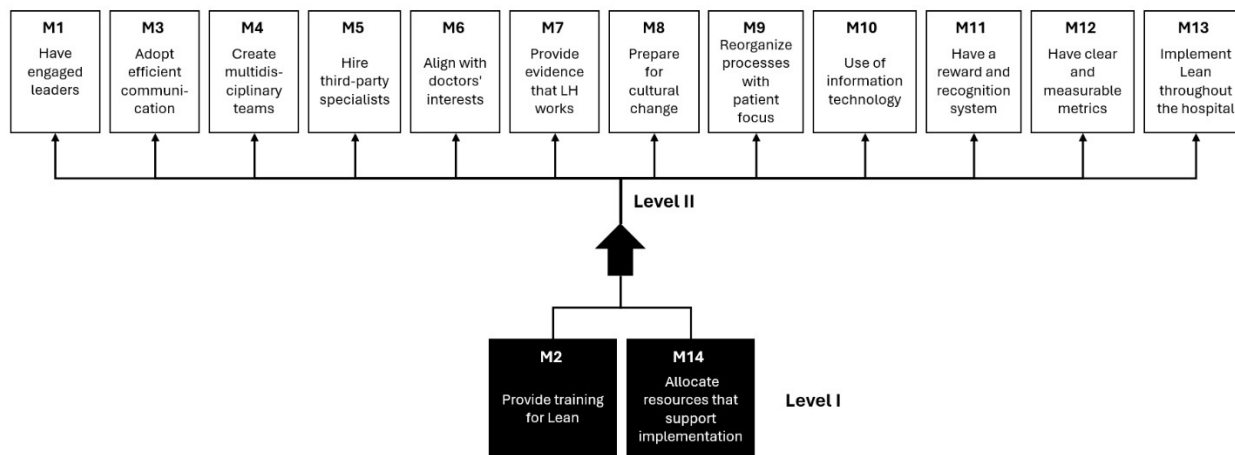 M1
Have
engaged
leaders
M3
Adopt
efficient
communi-
cation
M4
Create
multidis-
ciplinary
teams
M5
Hire
third-party
specialists
M6
Align with
doctors'
interests
M7
Provide
evidence
that LH
works
M8
Prepare
for
cultural
change
M9
Reorganize
processes
with
patient
focus
M10
Use of
information
technology
M11
Have a
reward and
recognition
system
M12
Have clear
and
measurable
metrics
M13
Implement
Lean
throughout
the hospital
Level II
M2
Provide training
for Lean
M14
Allocate
resources that
support
implementation
Level I